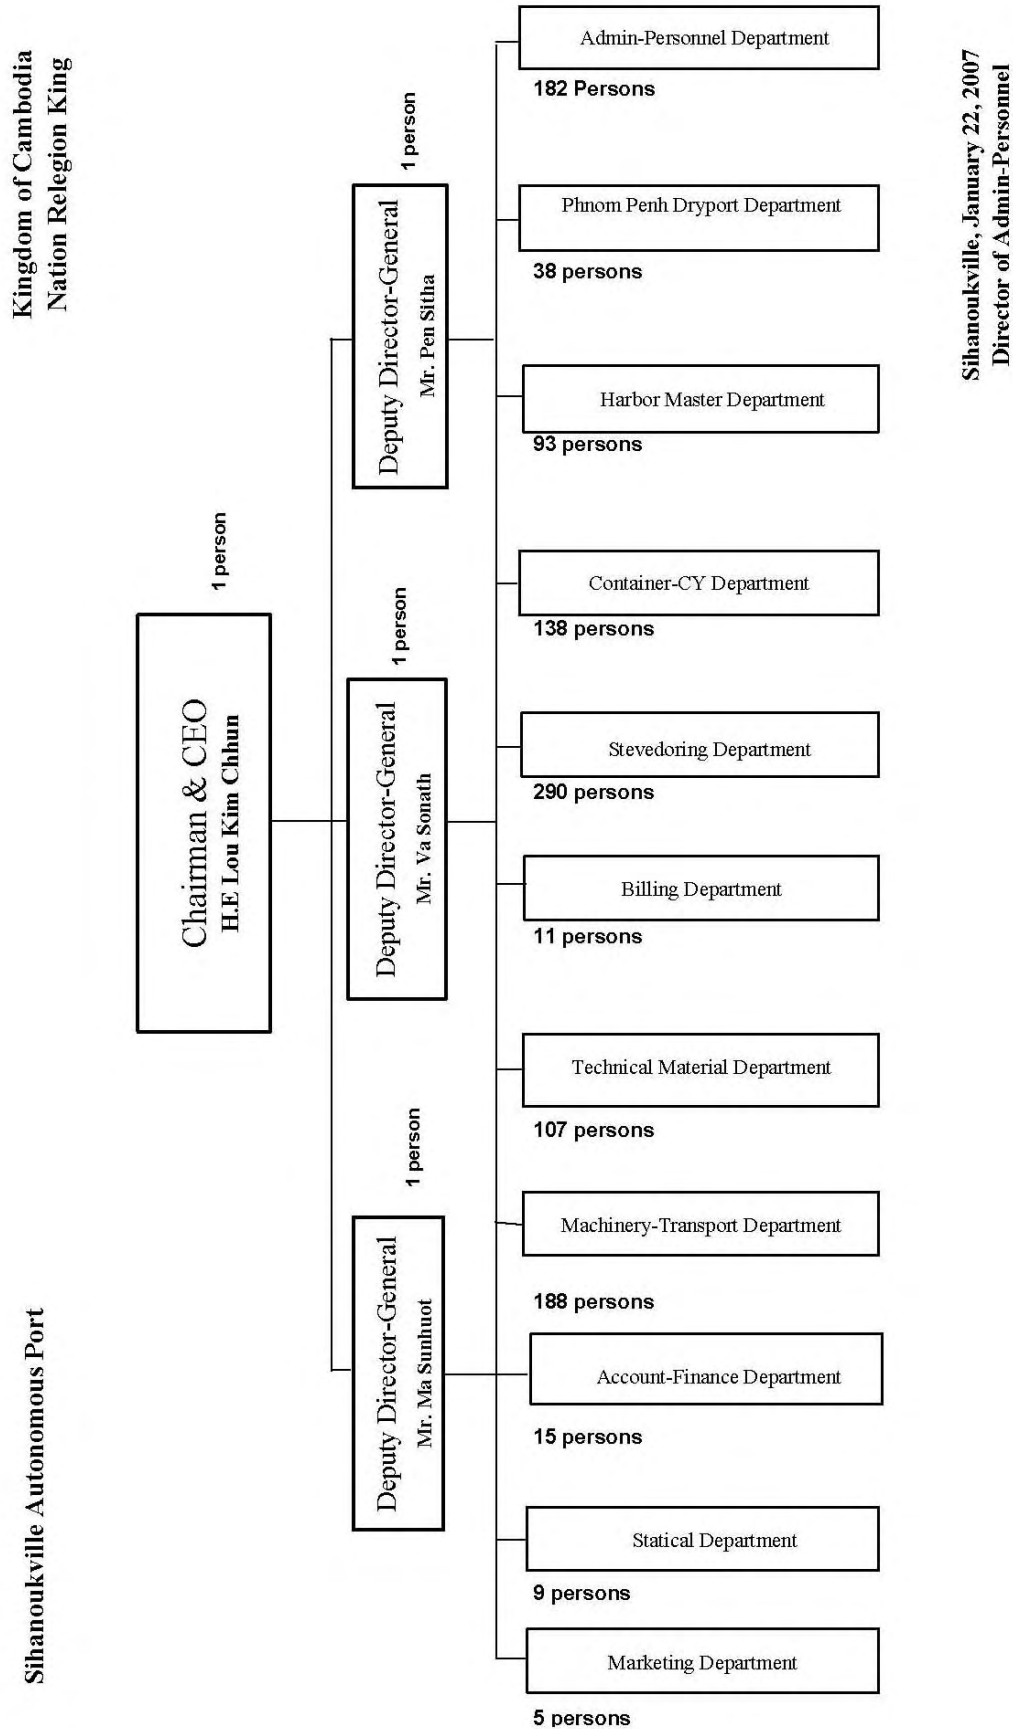 Sihanoukville Autonomous Port
Kingdom of Cambodia
Nation Relegion King
Chairman & CEO
H.E Lou Kim Chhun
1 person
Deputy Director-General
Mr. Ma Sunhuot
1 person
Deputy Director-General
Mr. Va Sonath
1 person
Deputy Director-General
Mr. Pen Sitha
1 person
Admin-Personnel Department
182 Persons
Phnom Penh Dryport Department
38 persons
Harbor Master Department
93 persons
Container-CY Department
138 persons
Stevedoring Department
290 persons
Billing Department
11 persons
Technical Material Department
107 persons
Machinery-Transport Department
188 persons
Account-Finance Department
15 persons
Statical Department
9 persons
Marketing Department
5 persons
Sihanoukville, January 22, 2007
Director of Admin-Personnel